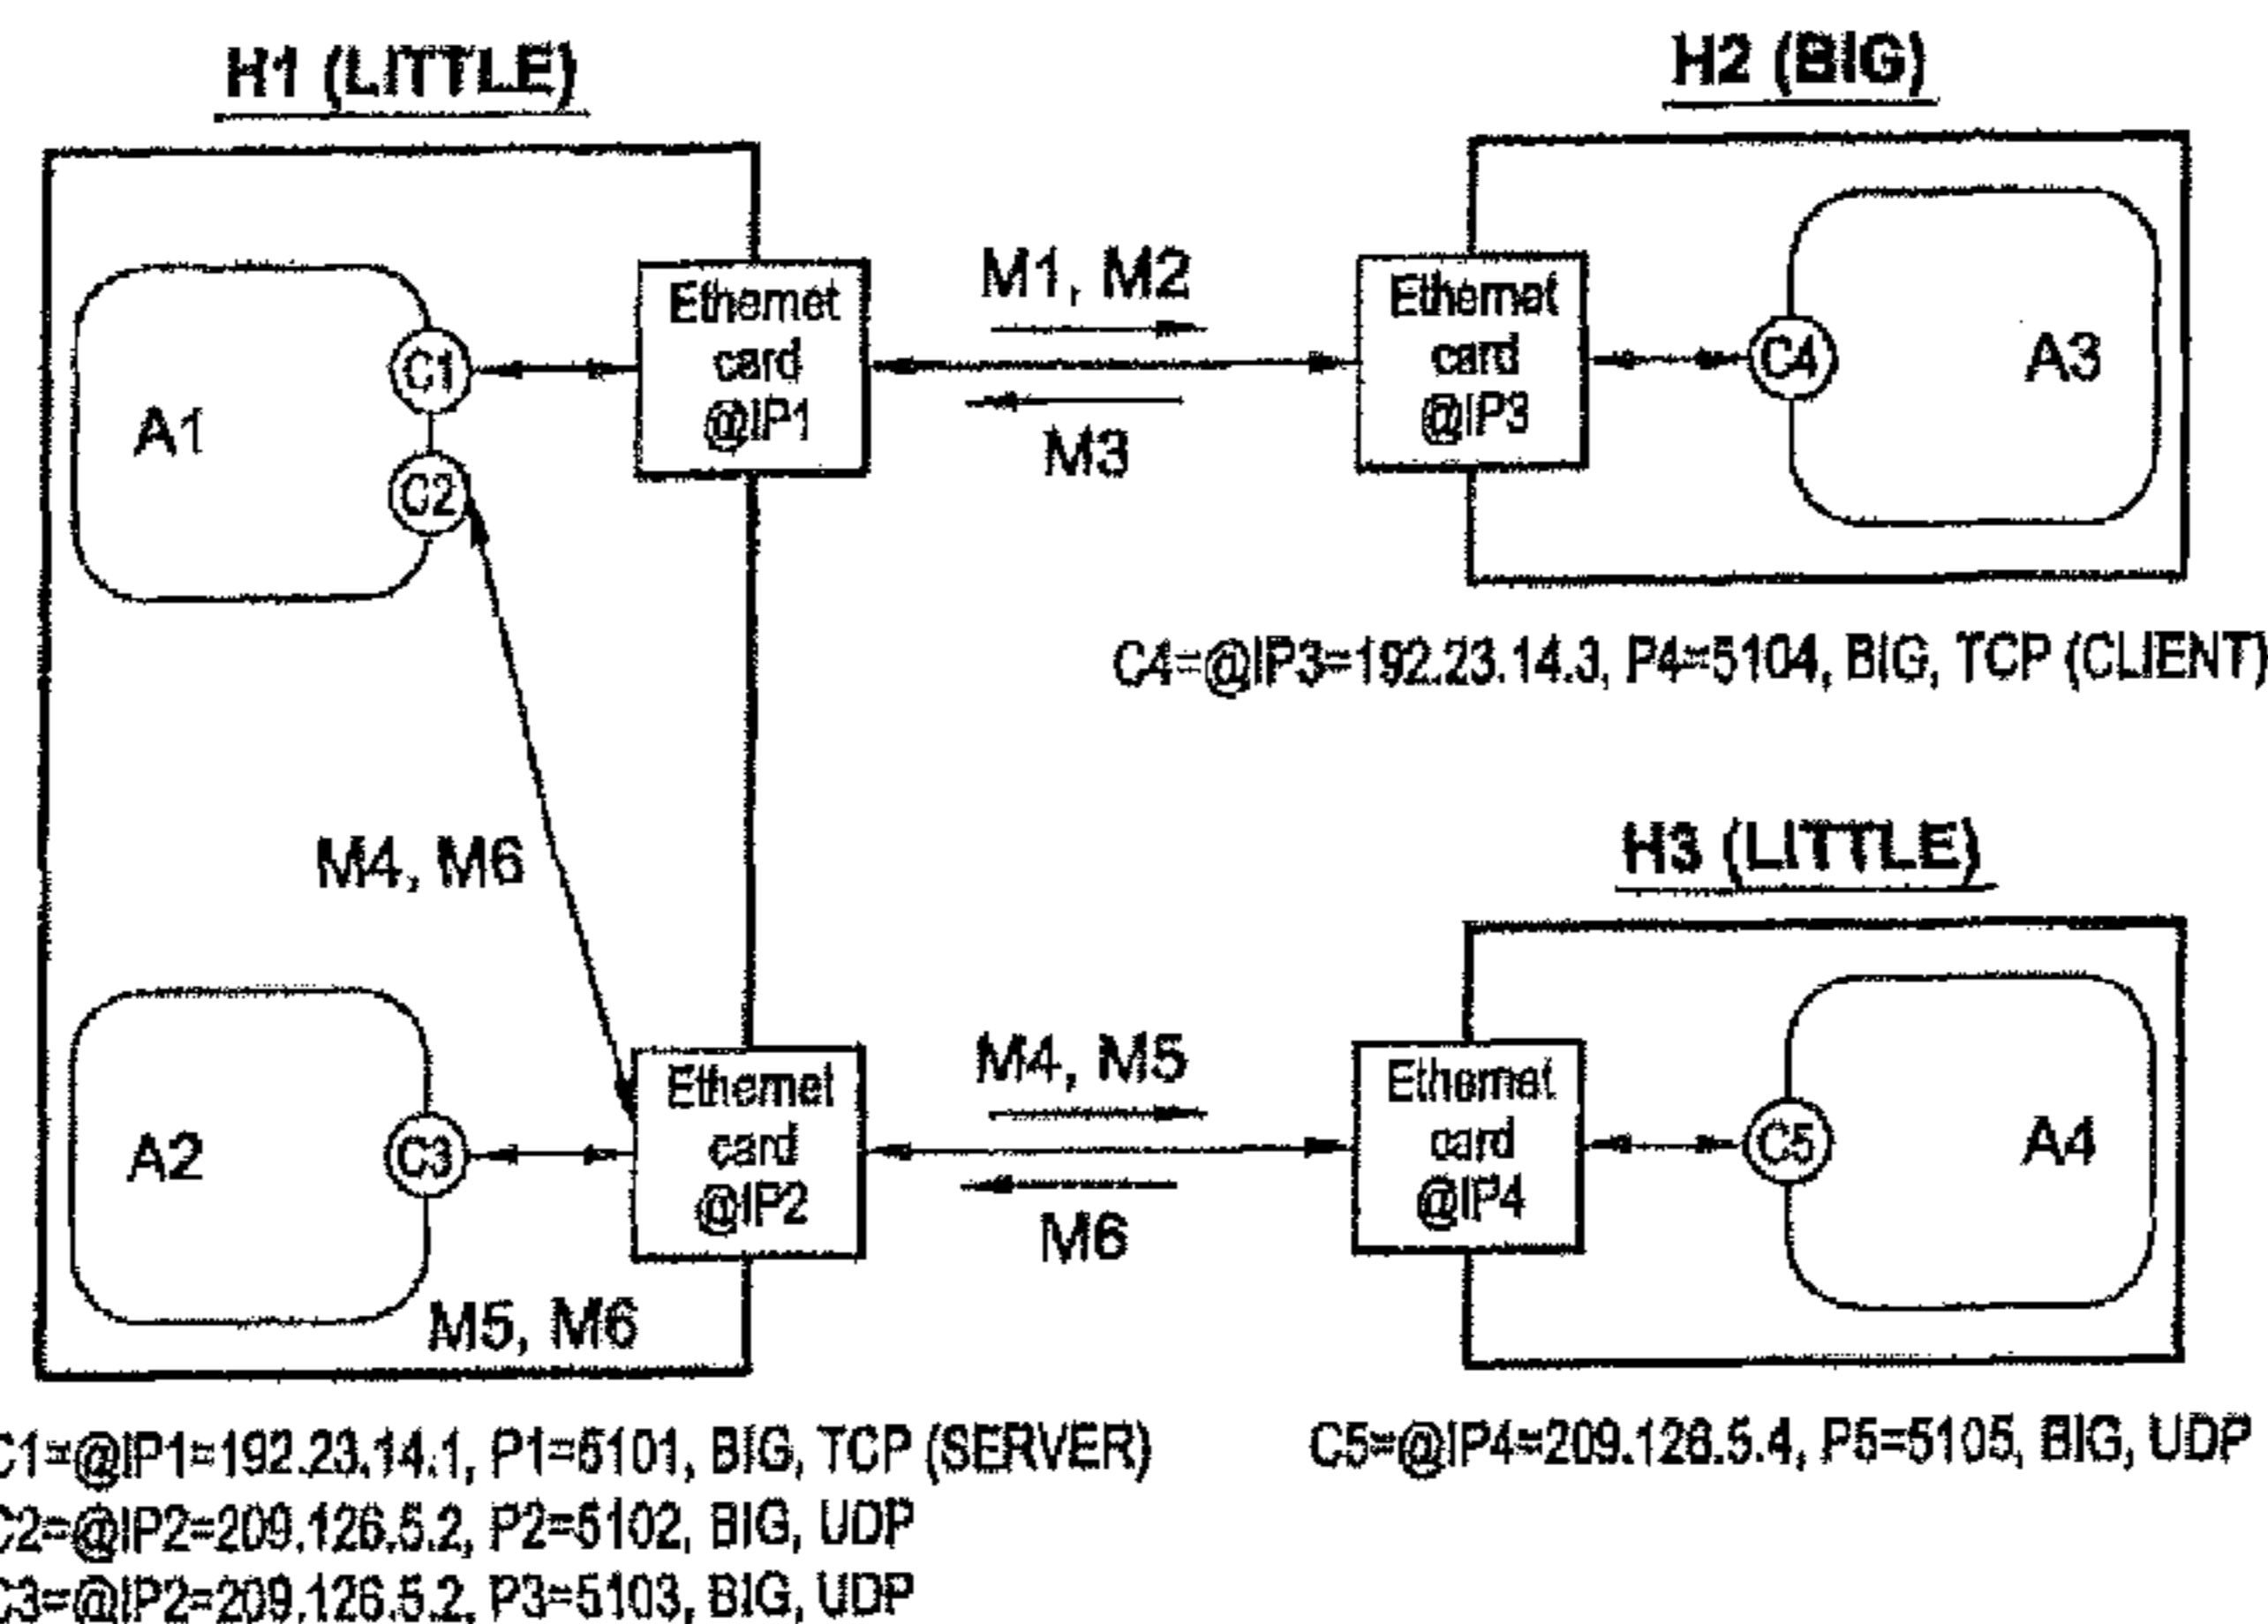 H1 (LITTLE)
H2 (BIG)
A1
C1
C2
Ethernet
card
@IP1
M1, M2
M3
Ethernet
card
@IP3
C4
A3
C4=@IP3=192.23.14.3, P4=5104, BIG, TCP (CLIENT)
M4, M6
H3 (LITTLE)
A2
C3
M5, M6
Ethernet
card
@IP2
M4, M5
M6
Ethernet
card
@IP4
C5
A4
C1=@IP1=192.23.14.1, P1=5101, BIG, TCP (SERVER)
C2=@IP2=209.126.5.2, P2=5102, BIG, UDP
C3=@IP2=209.126.5.2, P3=5103, BIG, UDP
C5=@IP4=209.126.5.4, P5=5105, BIG, UDP